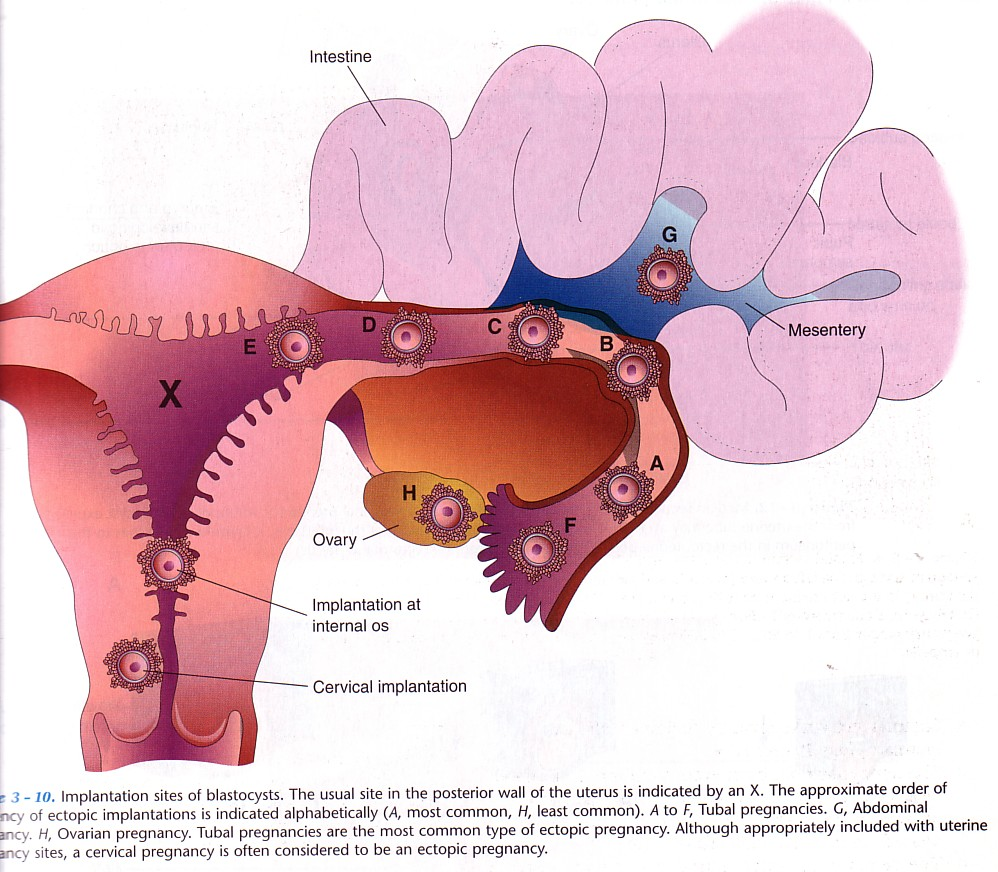 Intestine
G
Mesentery
D
C
B
E
X
A
H
F
Ovary
Implantation at
internal os
Cervical implantation
3–10. Implantation sites of blastocysts. The usual site in the posterior wall of the uterus is indicated by an X. The approximate order of
of ectopic implantations is indicated alphabetically (A, most common, H, least common). A to F, Tubal pregnancies. G, Abdominal
H, Ovarian pregnancy. Tubal pregnancies are the most common type of ectopic pregnancy. Although appropriately included with uterine
sites, a cervical pregnancy is often considered to be an ectopic pregnancy.